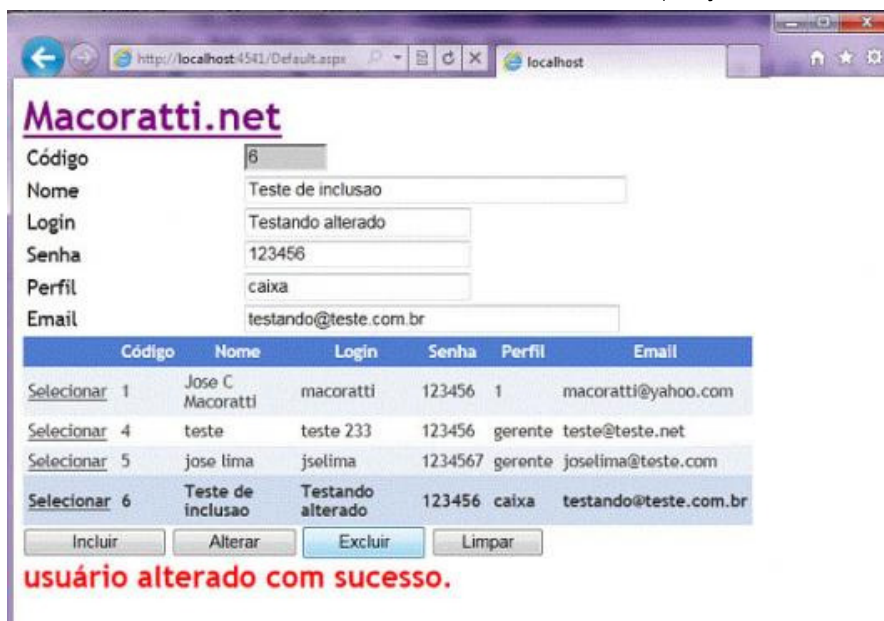 http://localhost:4541/Default.aspx
localhost
Macoratti.net
Código 6
Nome Teste de inclusao
Login Testando alterado
Senha 123456
Perfil caixa
Email testando@teste.com.br
Código Nome Login Senha Perfil Email
Selecionar 1 Jose C Macoratti macoratti 123456 1 macoratti@yahoo.com
Selecionar 4 teste teste 233 123456 gerente teste@teste.net
Selecionar 5 jose lima jselima 1234567 gerente joselima@teste.com
Selecionar 6 Teste de inclusao Testando alterado 123456 caixa testando@teste.com.br
Incluir Alterar Excluir Limpar
usuário alterado com sucesso.